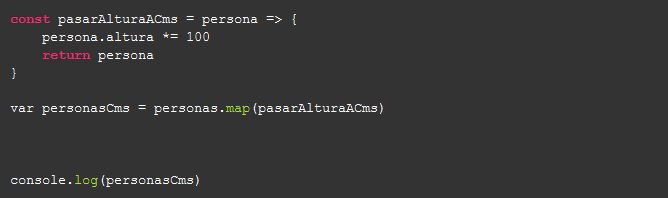 const pasarAlturaACms = persona => {
    persona.altura *= 100
    return persona
}
var personasCms = personas.map(pasarAlturaACms)
console.log(personasCms)